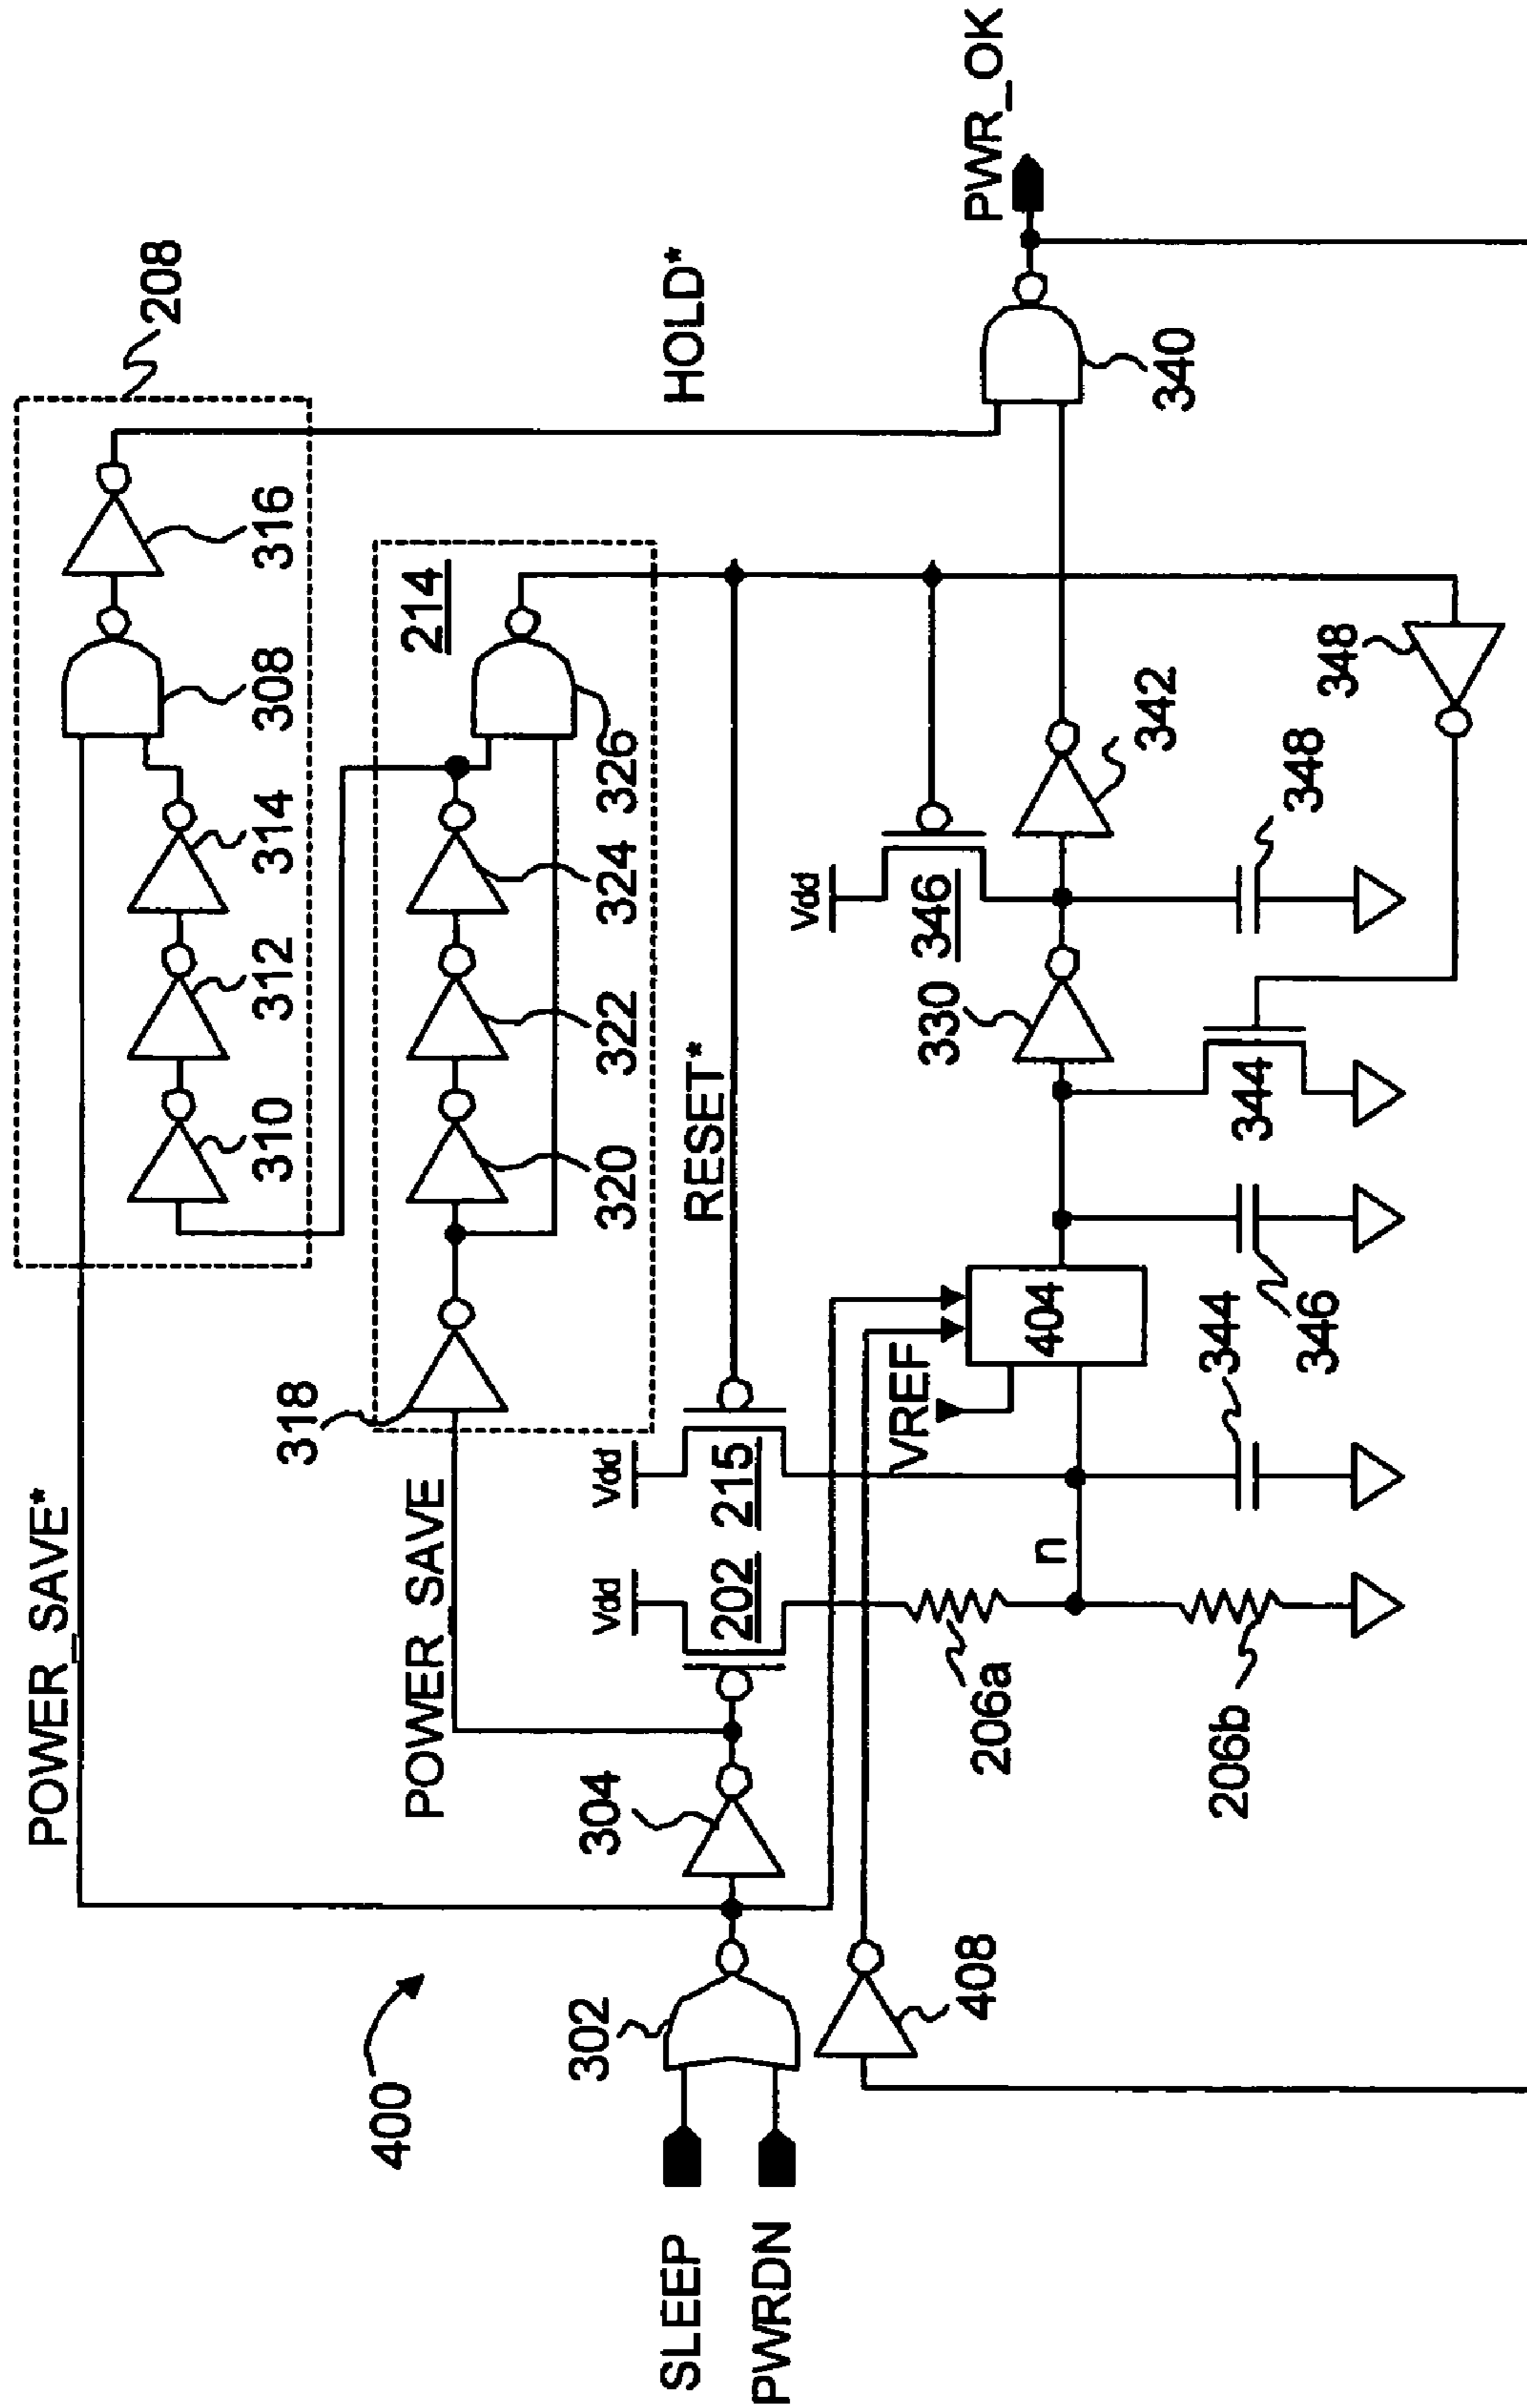 POWER_SAVE*
208
310
312
314
308
316
POWER_SAVE
318
214
320
322
324
326
HOLD*
400
302
304
Vdd
202
Vdd
215
RESET*
SLEEP
PWRDN
408
206a
206b
n
VREF
404
344
346
330
344
Vdd
346
342
348
348
340
PWR_OK